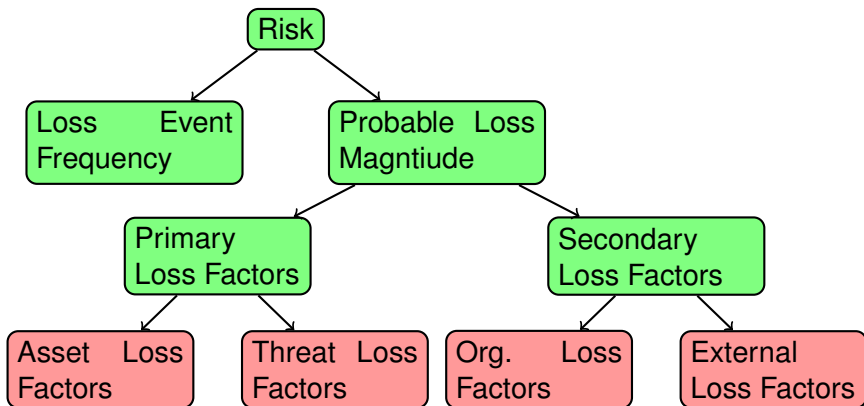 Risk
Loss Event
Frequency
Probable Loss
Magntiude
Primary
Loss Factors
Secondary
Loss Factors
Asset Loss
Factors
Threat Loss
Factors
Org. Loss
Factors
External
Loss Factors